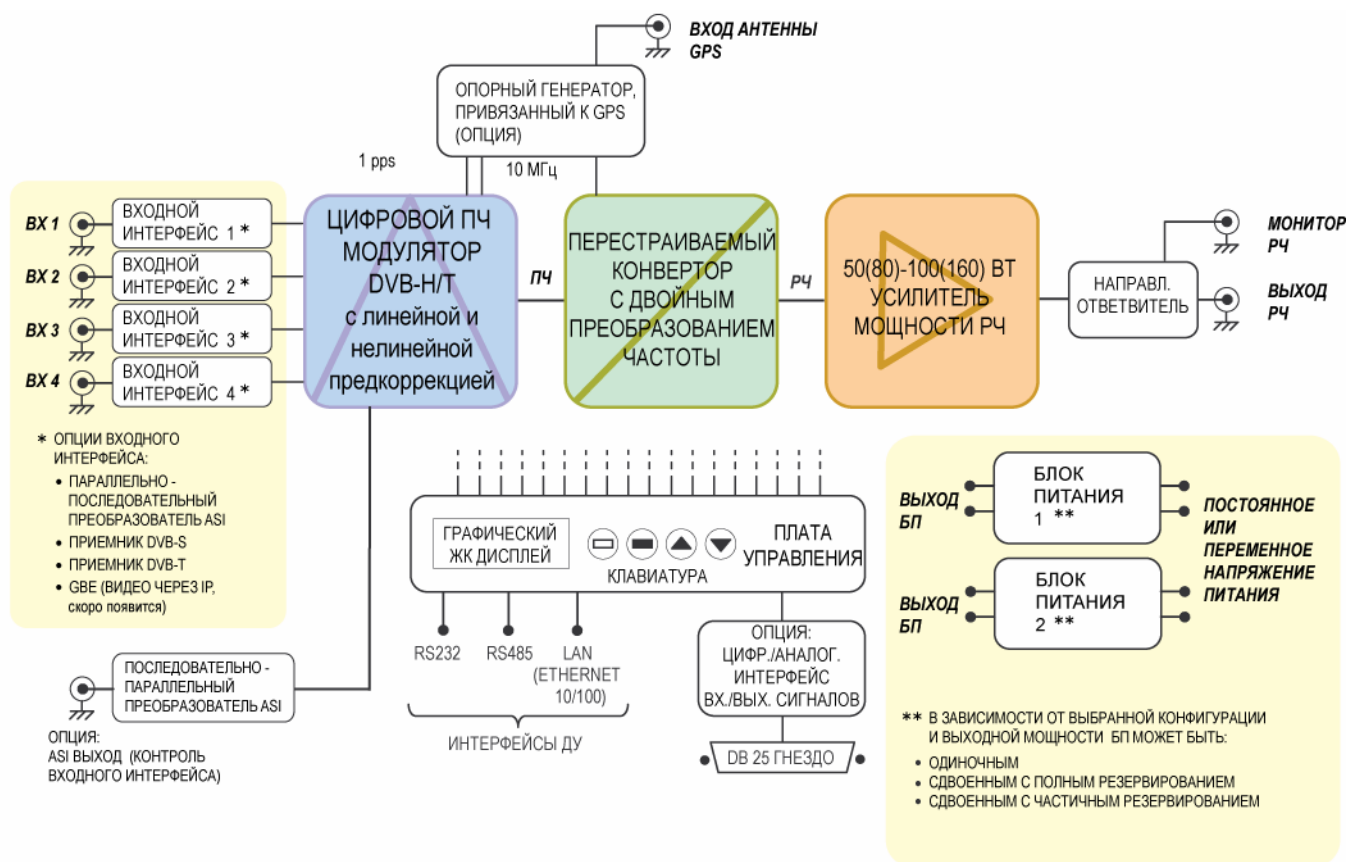 ВХОД АНТЕННЫ
GPS
ОПОРНЫЙ ГЕНЕРАТОР,
ПРИВЯЗАННЫЙ К GPS
(ОПЦИЯ)
1 pps
10 МГц
ВХ 1
ВХОДНОЙ
ИНТЕРФЕЙС 1 *
ВХ 2
ВХОДНОЙ
ИНТЕРФЕЙС 2 *
ВХ 3
ВХОДНОЙ
ИНТЕРФЕЙС 3 *
ВХ 4
ВХОДНОЙ
ИНТЕРФЕЙС 4 *
* ОПЦИИ ВХОДНОГО
ИНТЕРФЕЙСА:
• ПАРАЛЛЕЛЬНО -
ПОСЛЕДОВАТЕЛЬНЫЙ
ПРЕОБРАЗОВАТЕЛЬ ASI
• ПРИЕМНИК DVB-S
• ПРИЕМНИК DVB-T
• GBE (ВИДЕО ЧЕРЕЗ IP,
скоро появится)
ЦИФРОВОЙ ПЧ
МОДУЛЯТОР
DVB-H/T
с линейной и
нелинейной
предкоррекцией
ПЧ
ПЕРЕСТРАИВАЕМЫЙ
КОНВЕРТОР
С ДВОЙНЫМ
ПРЕОБРАЗОВАНИЕМ
ЧАСТОТЫ
РЧ
50(80)-100(160) ВТ
УСИЛИТЕЛЬ
МОЩНОСТИ РЧ
НАПРАВЛ.
ОТВЕТВИТЕЛЬ
МОНИТОР
РЧ
ВЫХОД
РЧ
ПОСЛЕДОВАТЕЛЬНО -
ПАРАЛЛЕЛЬНЫЙ
ПРЕОБРАЗОВАТЕЛЬ ASI
ОПЦИЯ:
ASI ВЫХОД (КОНТРОЛЬ
ВХОДНОГО ИНТЕРФЕЙСА)
ГРАФИЧЕСКИЙ
ЖК ДИСПЛЕЙ
КЛАВИАТУРА
ПЛАТА
УПРАВЛЕНИЯ
RS232
RS485
LAN
(ETHERNET
10/100)
ИНТЕРФЕЙСЫ ДУ
ОПЦИЯ:
ЦИФР./АНАЛОГ.
ИНТЕРФЕЙС
ВХ./ВЫХ. СИГНАЛОВ
DB 25 ГНЕЗДО
ВЫХОД
БП
БЛОК
ПИТАНИЯ
1 **
ВЫХОД
БП
БЛОК
ПИТАНИЯ
2 **
ПОСТОЯННОЕ
ИЛИ
ПЕРЕМЕННОЕ
НАПРЯЖЕНИЕ
ПИТАНИЯ
** В ЗАВИСИМОСТИ ОТ ВЫБРАННОЙ КОНФИГУРАЦИИ
И ВЫХОДНОЙ МОЩНОСТИ БП МОЖЕТ БЫТЬ:
• ОДИНОЧНЫМ
• СДВОЕННЫМ С ПОЛНЫМ РЕЗЕРВИРОВАНИЕМ
• СДВОЕННЫМ С ЧАСТИЧНЫМ РЕЗЕРВИРОВАНИЕМ